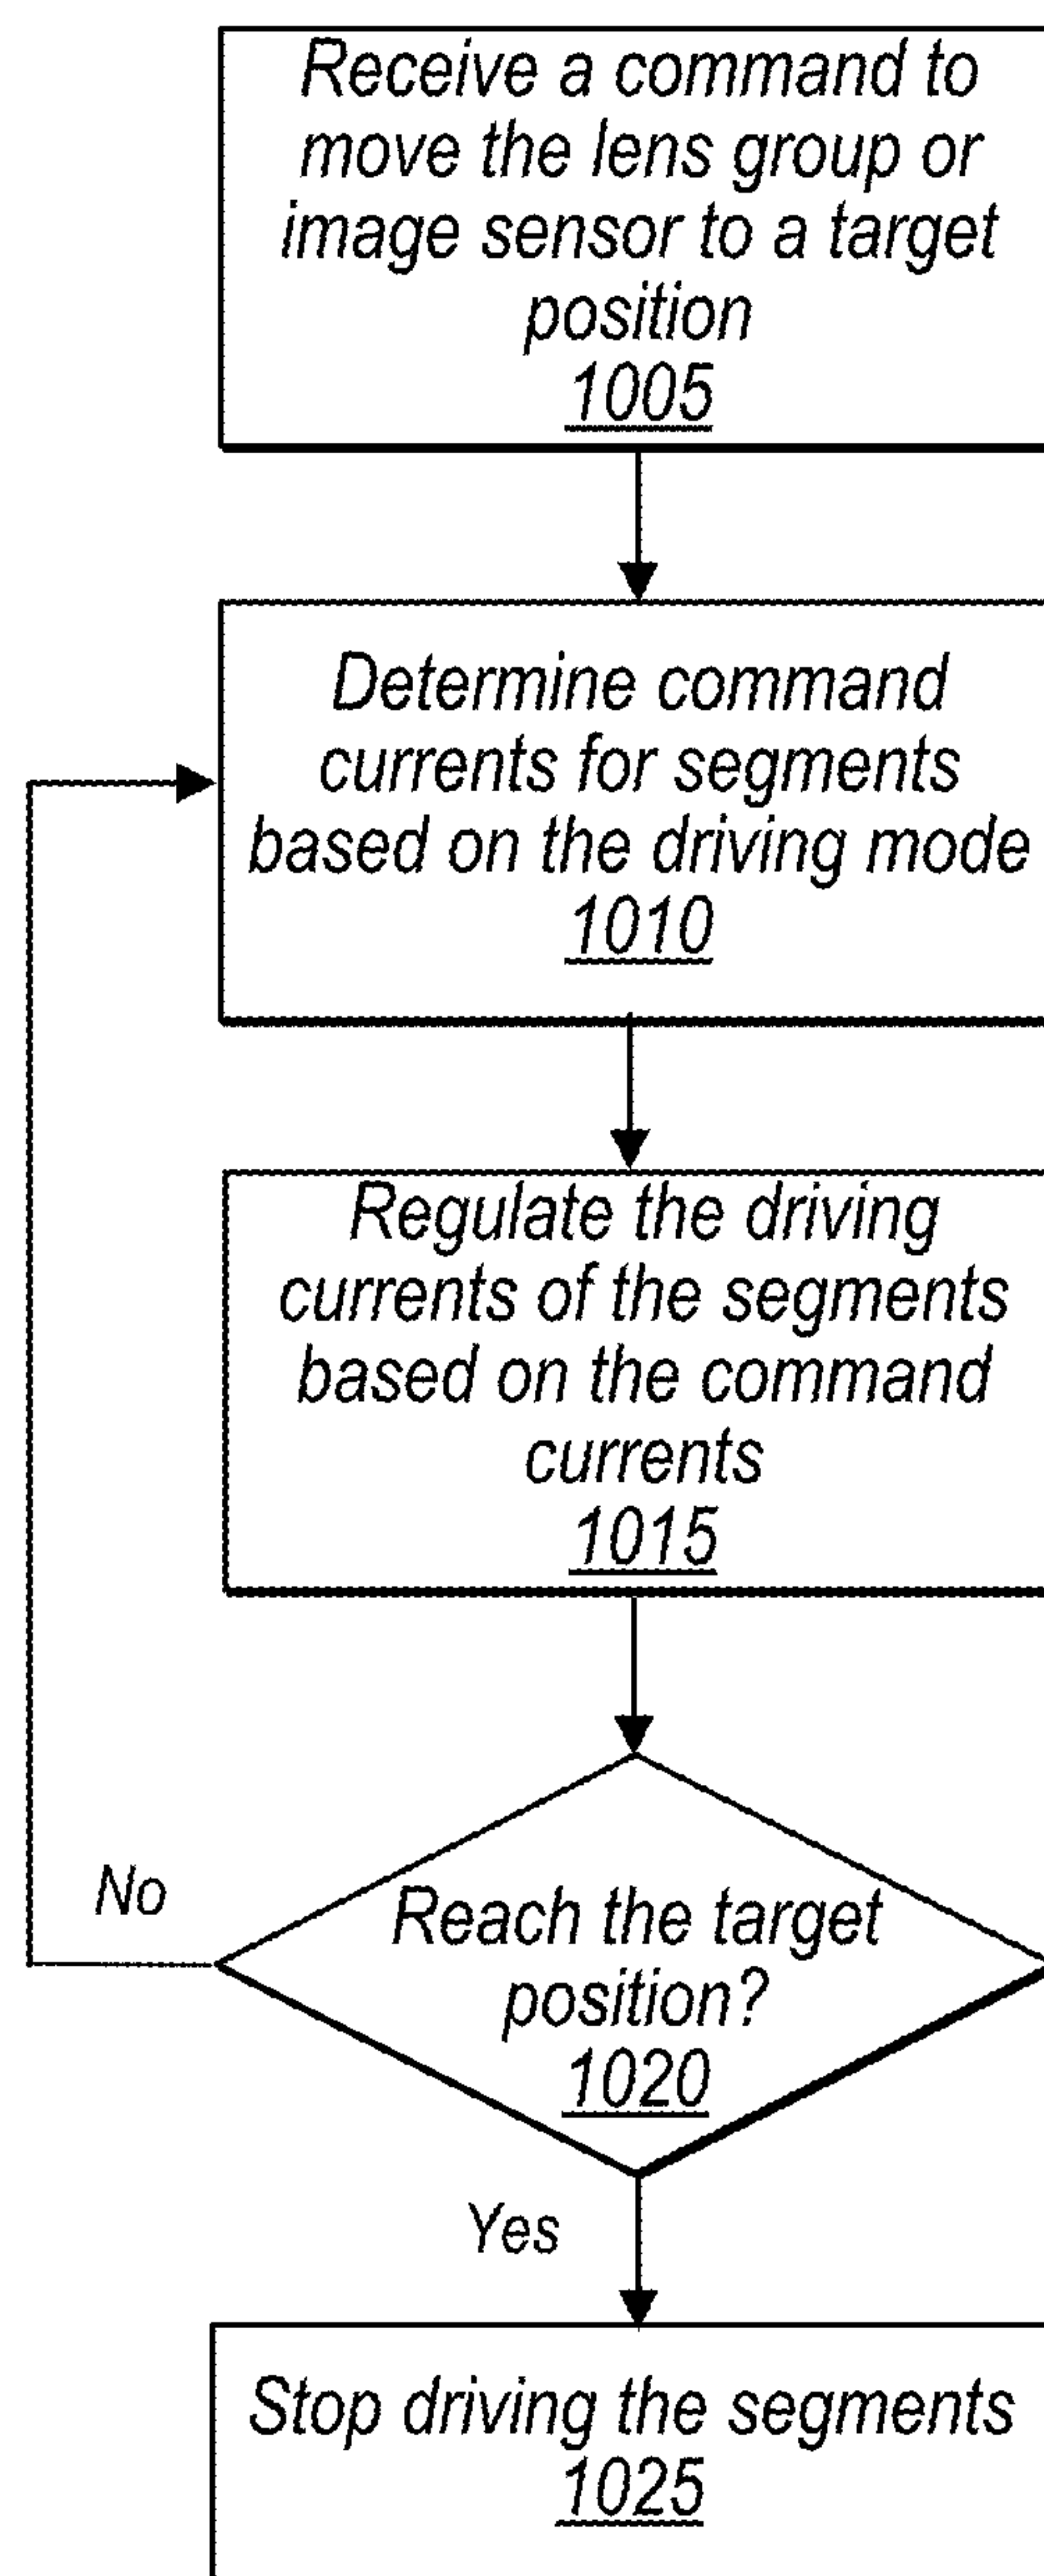 Receive a command to
move the lens group or
image sensor to a target
position
1005
Determine command
currents for segments
based on the driving mode
1010
Regulate the driving
currents of the segments
based on the command
currents
1015
No
Reach the target
position?
1020
Yes
Stop driving the segments
1025